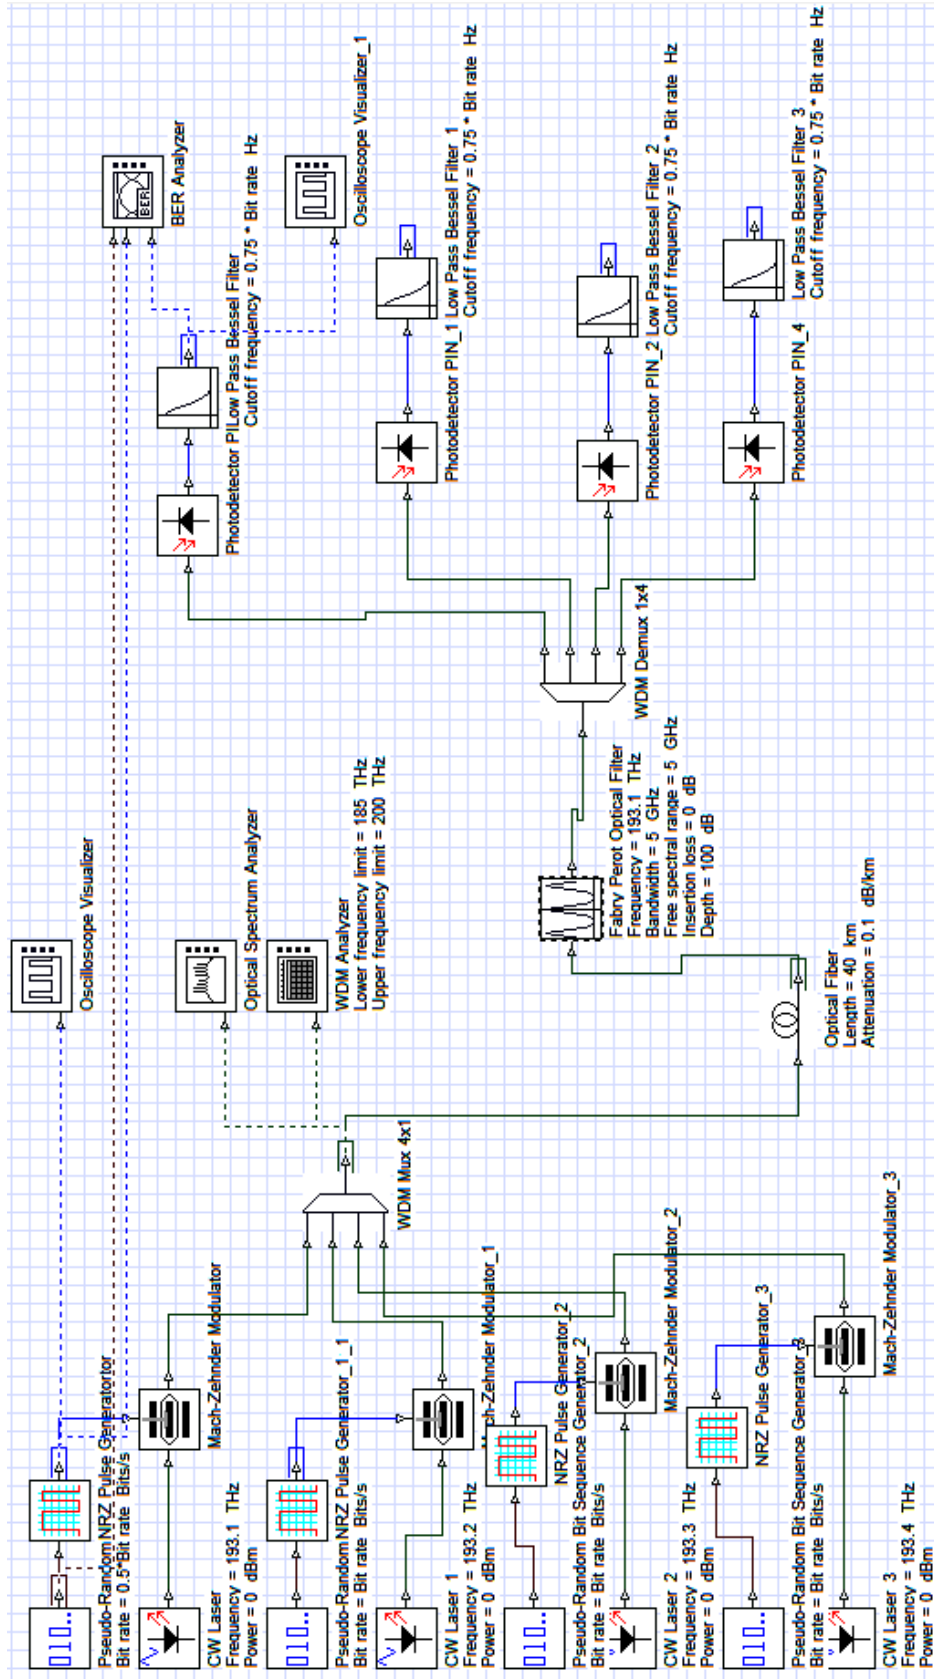 Pseudo-Random NRZ Pulse Generatortor
Bit rate = 0.5*Bit rate Bits/s
CW Laser
Frequency = 193.1 THz
Power = 0 dBm
Mach-Zehnder Modulator
Pseudo-Random NRZ Pulse Generator_1_1
Bit rate = Bit rate Bits/s
CW Laser 1
Frequency = 193.2 THz
Power = 0 dBm
Mach-Zehnder Modulator_1
NRZ Pulse Generator_2
Pseudo-Random Bit Sequence Generator_2
Bit rate = Bit rate Bits/s
CW Laser 2
Frequency = 193.3 THz
Power = 0 dBm
Mach-Zehnder Modulator_2
NRZ Pulse Generator_3
Pseudo-Random Bit Sequence Generator_3
Bit rate = Bit rate Bits/s
CW Laser 3
Frequency = 193.4 THz
Power = 0 dBm
Mach-Zehnder Modulator_3
WDM Mux 4x1
Oscilloscope Visualizer
Optical Spectrum Analyzer
WDM Analyzer
Lower frequency limit = 185 THz
Upper frequency limit = 200 THz
Optical Fiber
Length = 40 km
Attenuation = 0.1 dB/km
Fabry Perot Optical Filter
Frequency = 193.1 THz
Bandwidth = 5 GHz
Free spectral range = 5 GHz
Insertion loss = 0 dB
Depth = 100 dB
WDM Demux 1x4
BER
BER Analyzer
Photodetector PI Low Pass Bessel Filter
Cutoff frequency = 0.75 * Bit rate Hz
Oscilloscope Visualizer_1
Photodetector PIN_1 Low Pass Bessel Filter 1
Cutoff frequency = 0.75 * Bit rate Hz
Photodetector PIN_2 Low Pass Bessel Filter 2
Cutoff frequency = 0.75 * Bit rate Hz
Photodetector PIN_4 Low Pass Bessel Filter 3
Cutoff frequency = 0.75 * Bit rate Hz